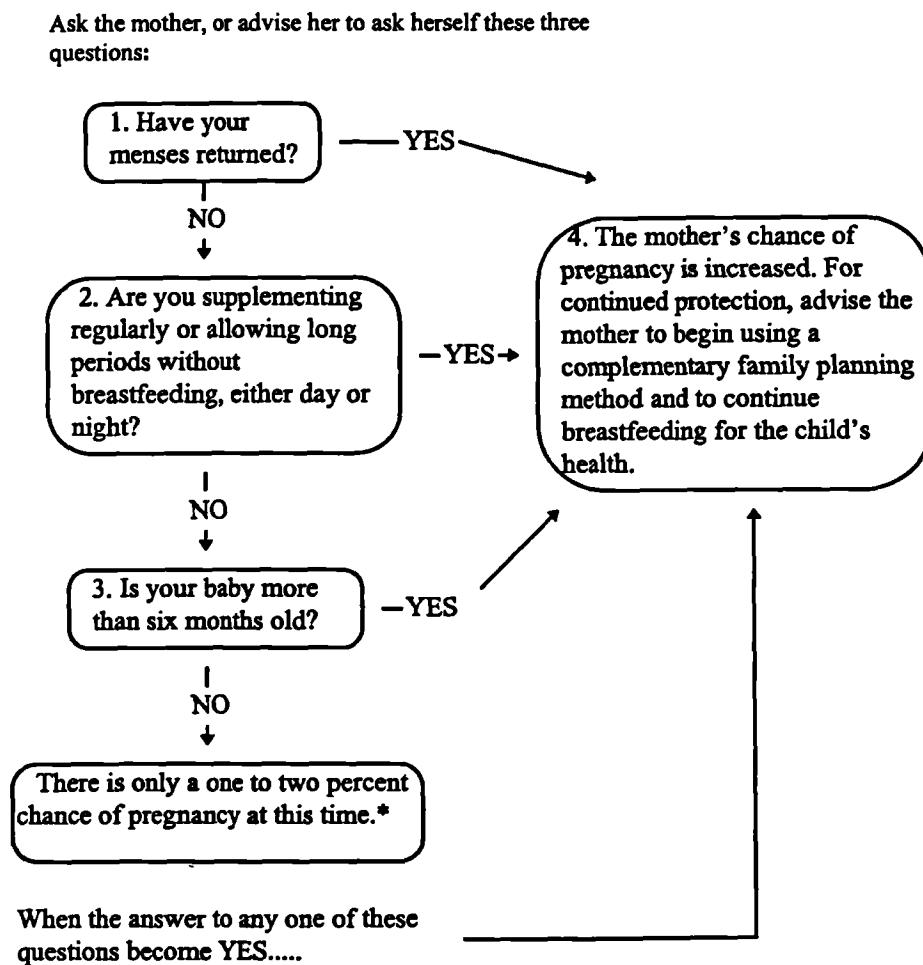 Ask the mother, or advise her to ask herself these three
questions:
1. Have your
menses returned?
YES
NO
2. Are you supplementing
regularly or allowing long
periods without
breastfeeding, either day or
night?
YES
4. The mother's chance of
pregnancy is increased. For
continued protection, advise the
mother to begin using a
complementary family planning
method and to continue
breastfeeding for the child's
health.
NO
3. Is your baby more
than six months old?
YES
NO
There is only a one to two percent
chance of pregnancy at this time.*
When the answer to any one of these
questions become YES.....